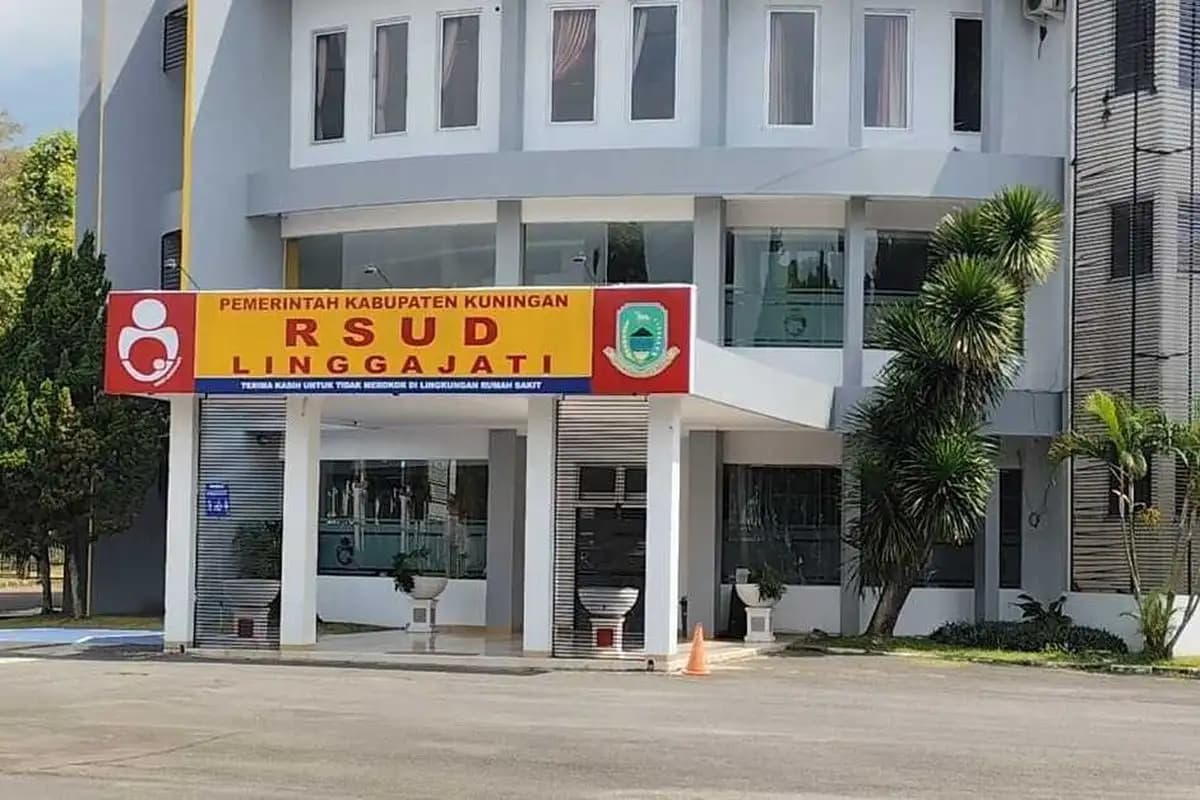 PEMERINTAH KABUPATEN KUNINGAN
RSUD
LINGGAJATI
TERIMA KASIH UNTUK TIDAK MEROKOK DI LINGKUNGAN RUMAH SAKIT